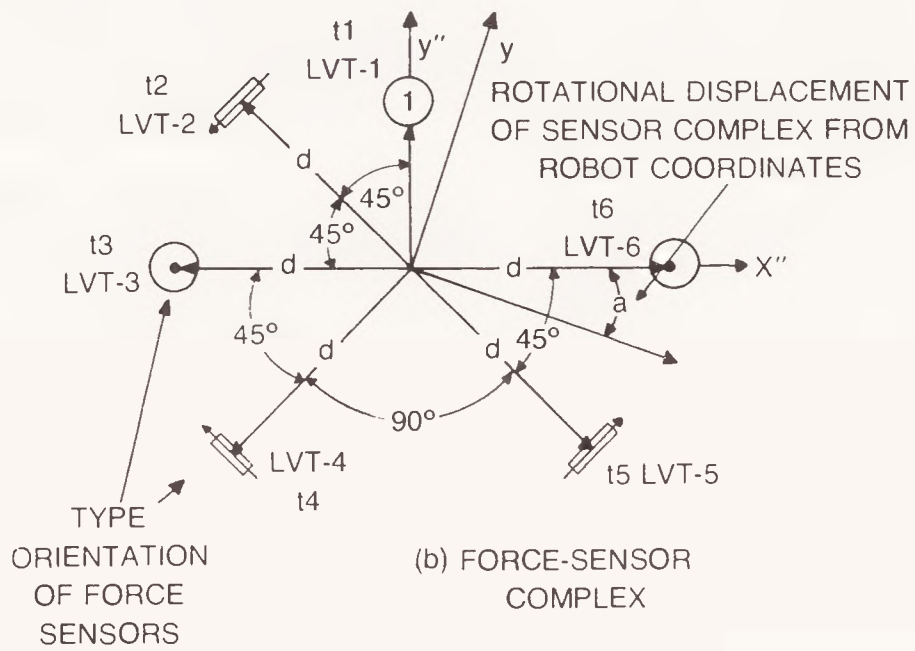 t1
LVT-1
y''
y
1
t2
LVT-2
ROTATIONAL DISPLACEMENT
OF SENSOR COMPLEX FROM
ROBOT COORDINATES
d
45°
45°
t6
LVT-6
t3
LVT-3
d
d
X''
a
45°
d
d
45°
90°
LVT-4
t4
t5 LVT-5
TYPE
ORIENTATION
OF FORCE
SENSORS
(b) FORCE-SENSOR
COMPLEX